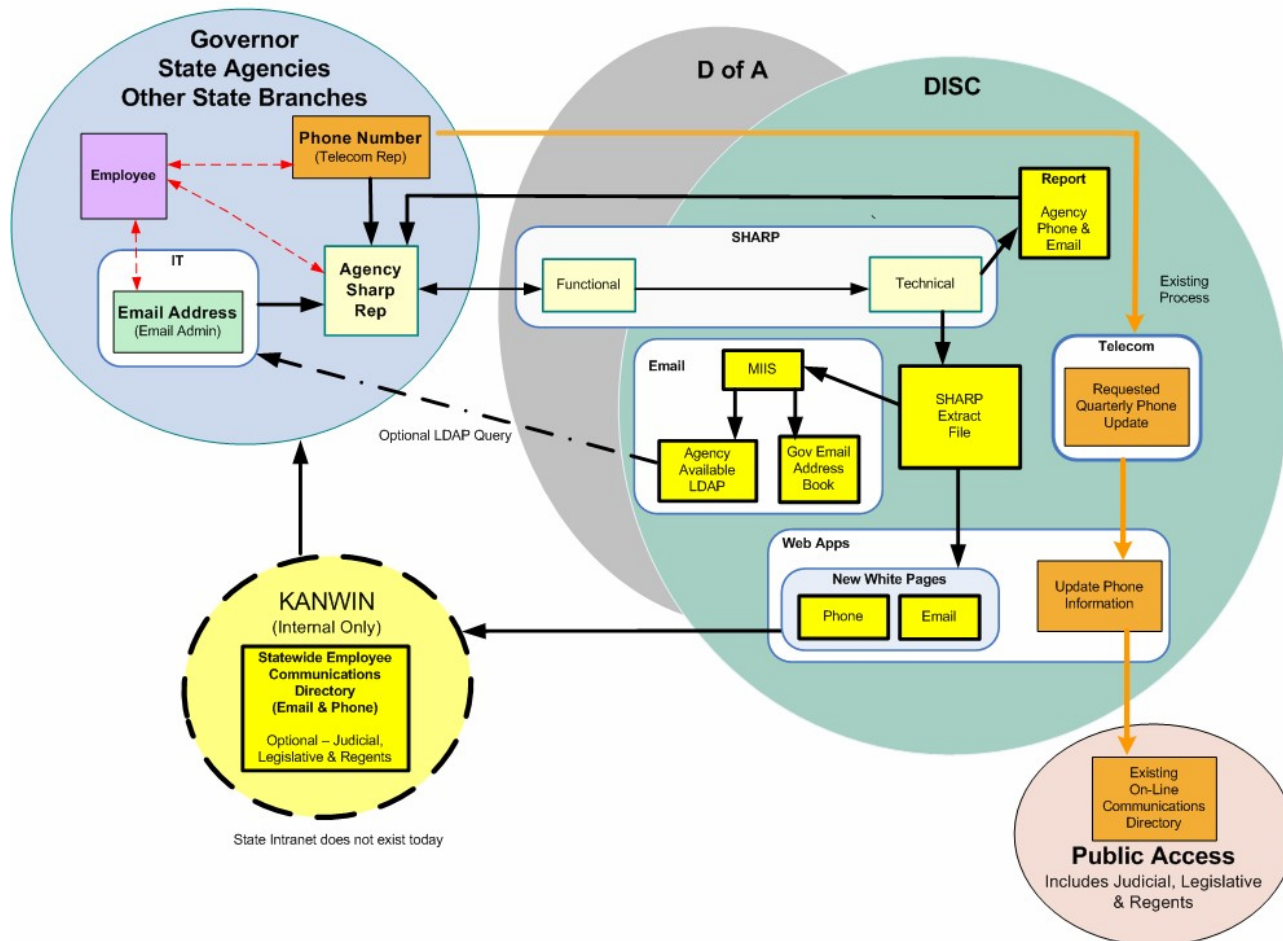 Governor
State Agencies
Other State Branches
D of A
DISC
Phone Number
(Telecom Rep)
Employee
Report
Agency
Phone &
Email
SHARP
IT
Agency
Sharp
Rep
Functional
Technical
Existing
Process
Email Address
(Email Admin)
Telecom
Requested
Quarterly Phone
Update
Email
MIIS
SHARP
Extract
File
Optional LDAP Query
Agency
Available
LDAP
Gov Email
Address
Book
Web Apps
New White Pages
Phone
Email
Update Phone
Information
KANWIN
(Internal Only)
Statewide Employee
Communications
Directory
(Email & Phone)
Optional – Judicial,
Legislative & Regents
State Intranet does not exist today
Existing
On-Line
Communications
Directory
Public Access
Includes Judicial, Legislative
& Regents